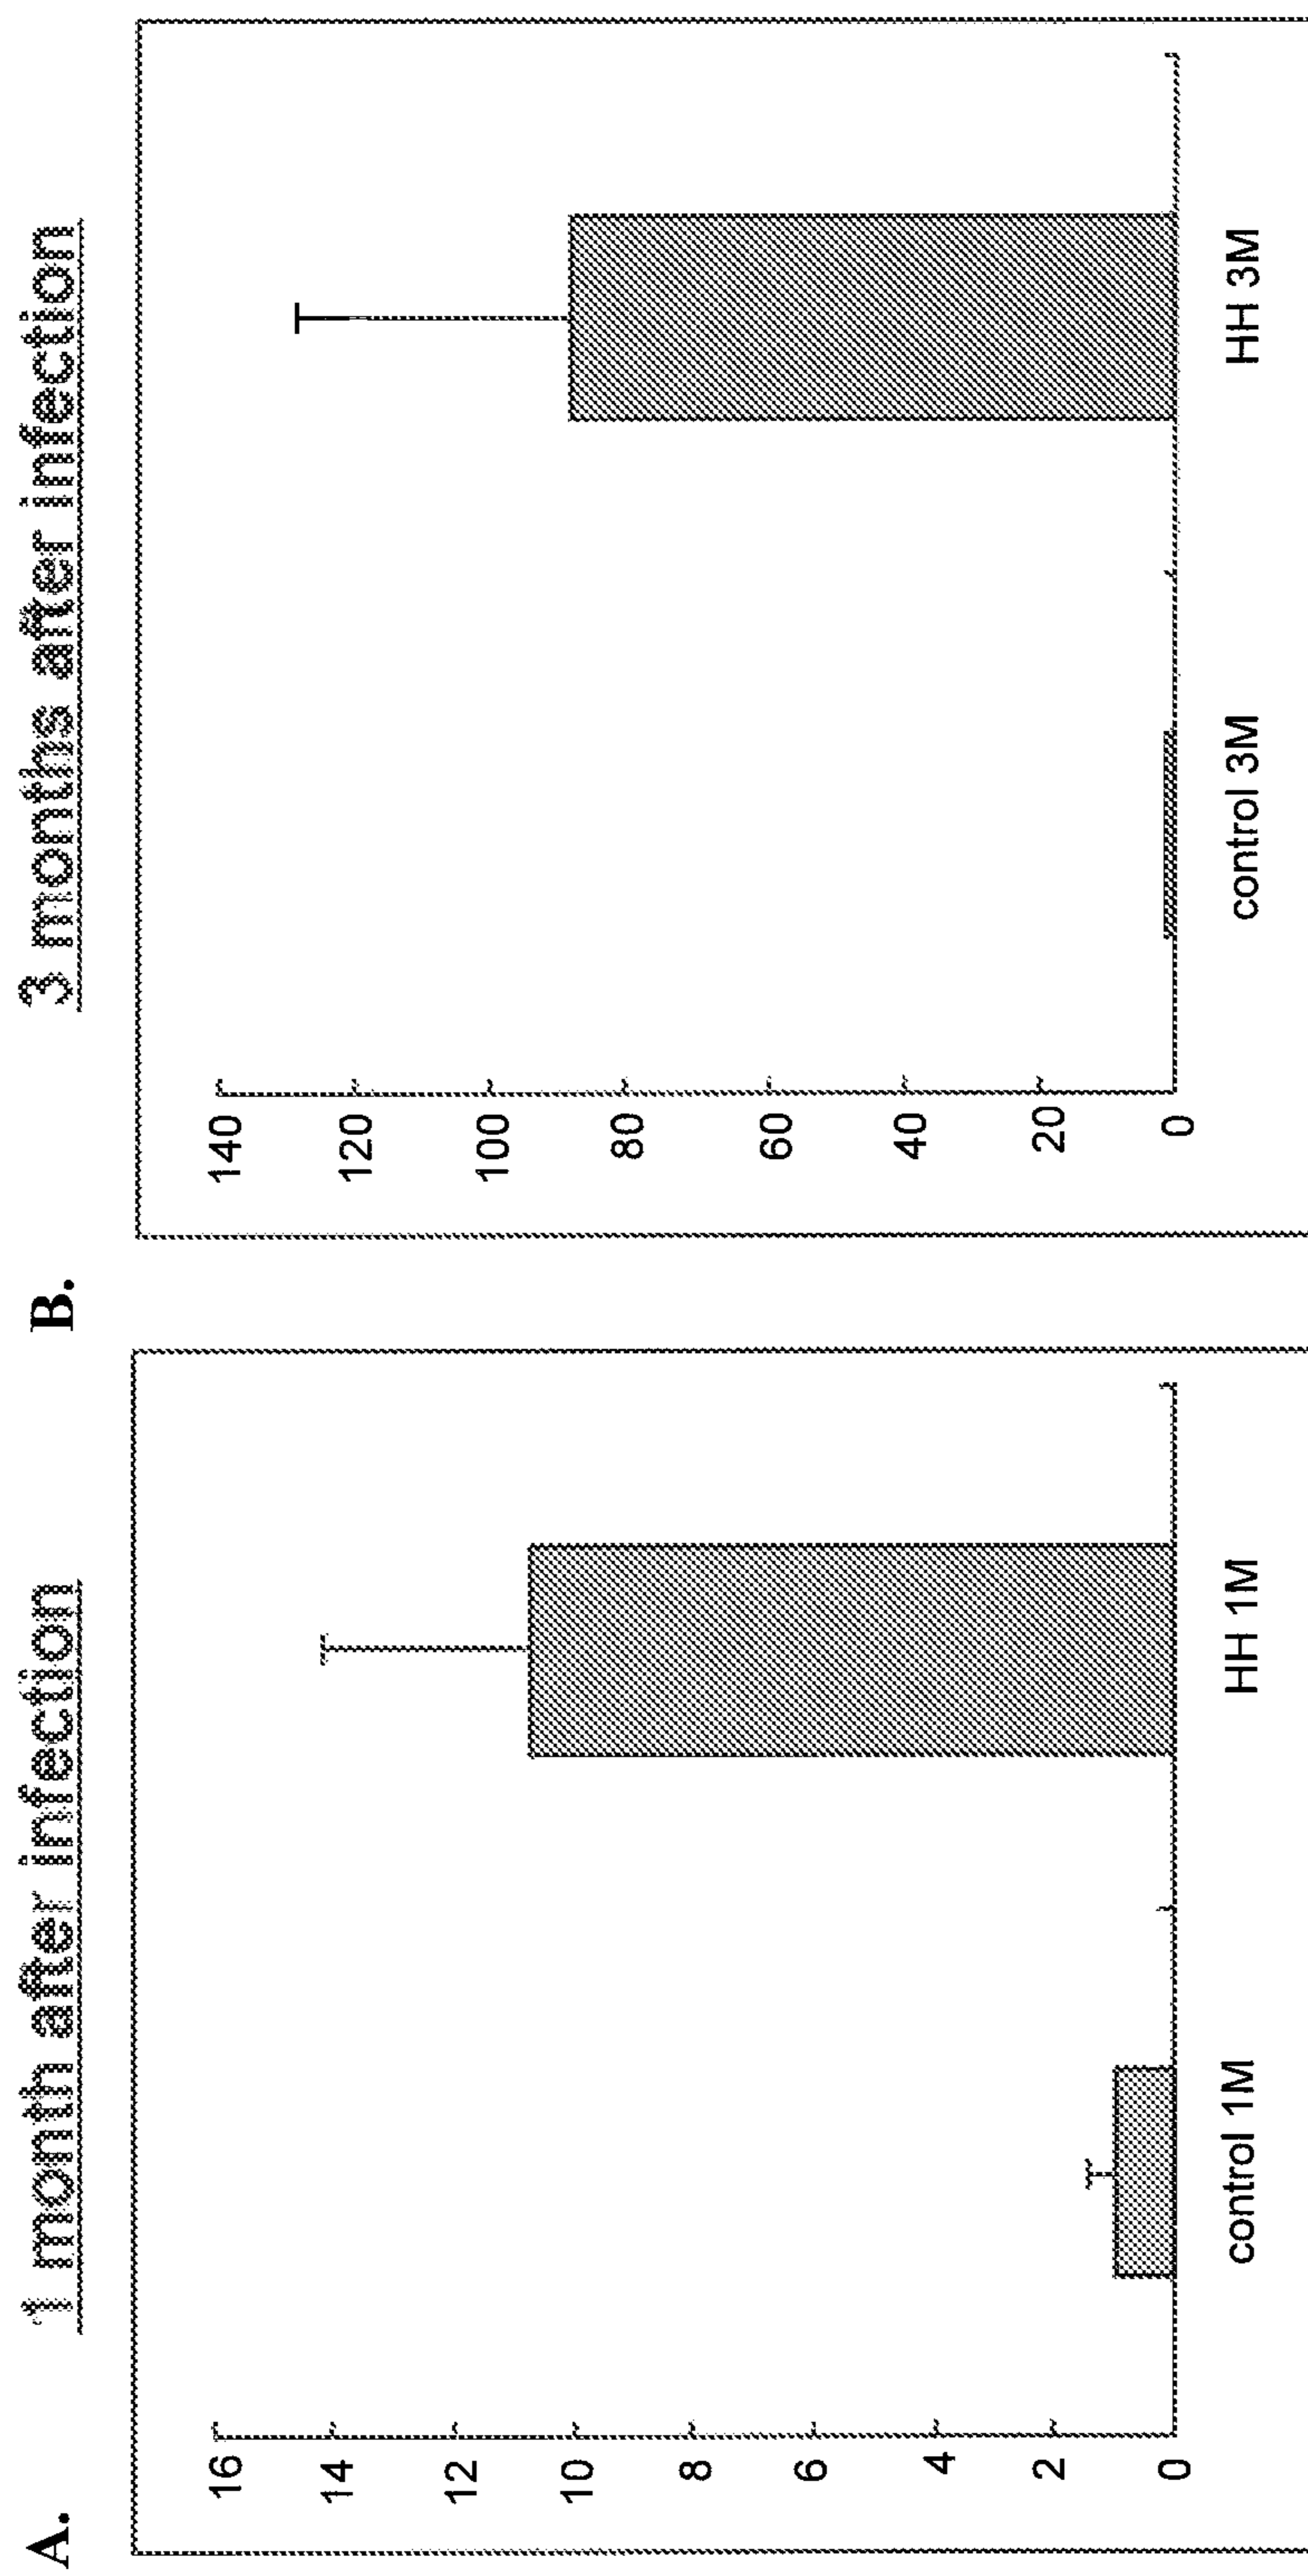 A.
1 month after infection
16
14
12
10
8
6
4
2
0
control 1M
HH 1M
B.
3 months after infection
140
120
100
80
60
40
20
0
control 3M
HH 3M